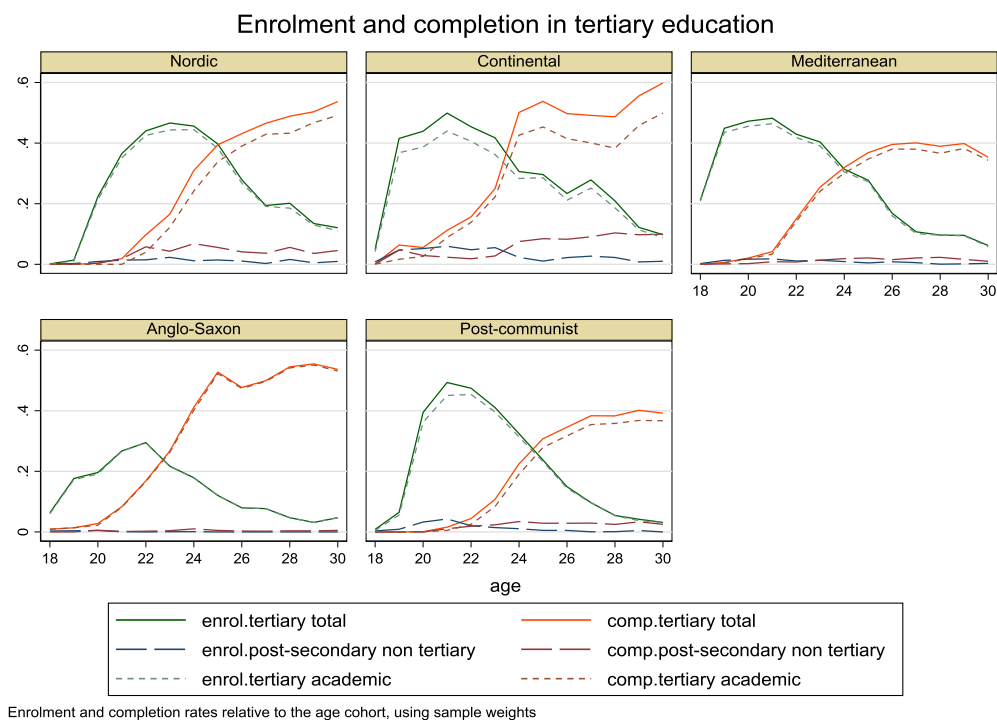 Enrolment and completion in tertiary education
Nordic
Continental
Mediterranean
.6
.4
.2
0
18 20 22 24 26 28 30
Anglo-Saxon
Post-communist
.6
.4
.2
0
18 20 22 24 26 28 30
18 20 22 24 26 28 30
age
enrol.tertiary total
comp.tertiary total
enrol.post-secondary non tertiary
comp.post-secondary non tertiary
enrol.tertiary academic
comp.tertiary academic
Enrolment and completion rates relative to the age cohort, using sample weights